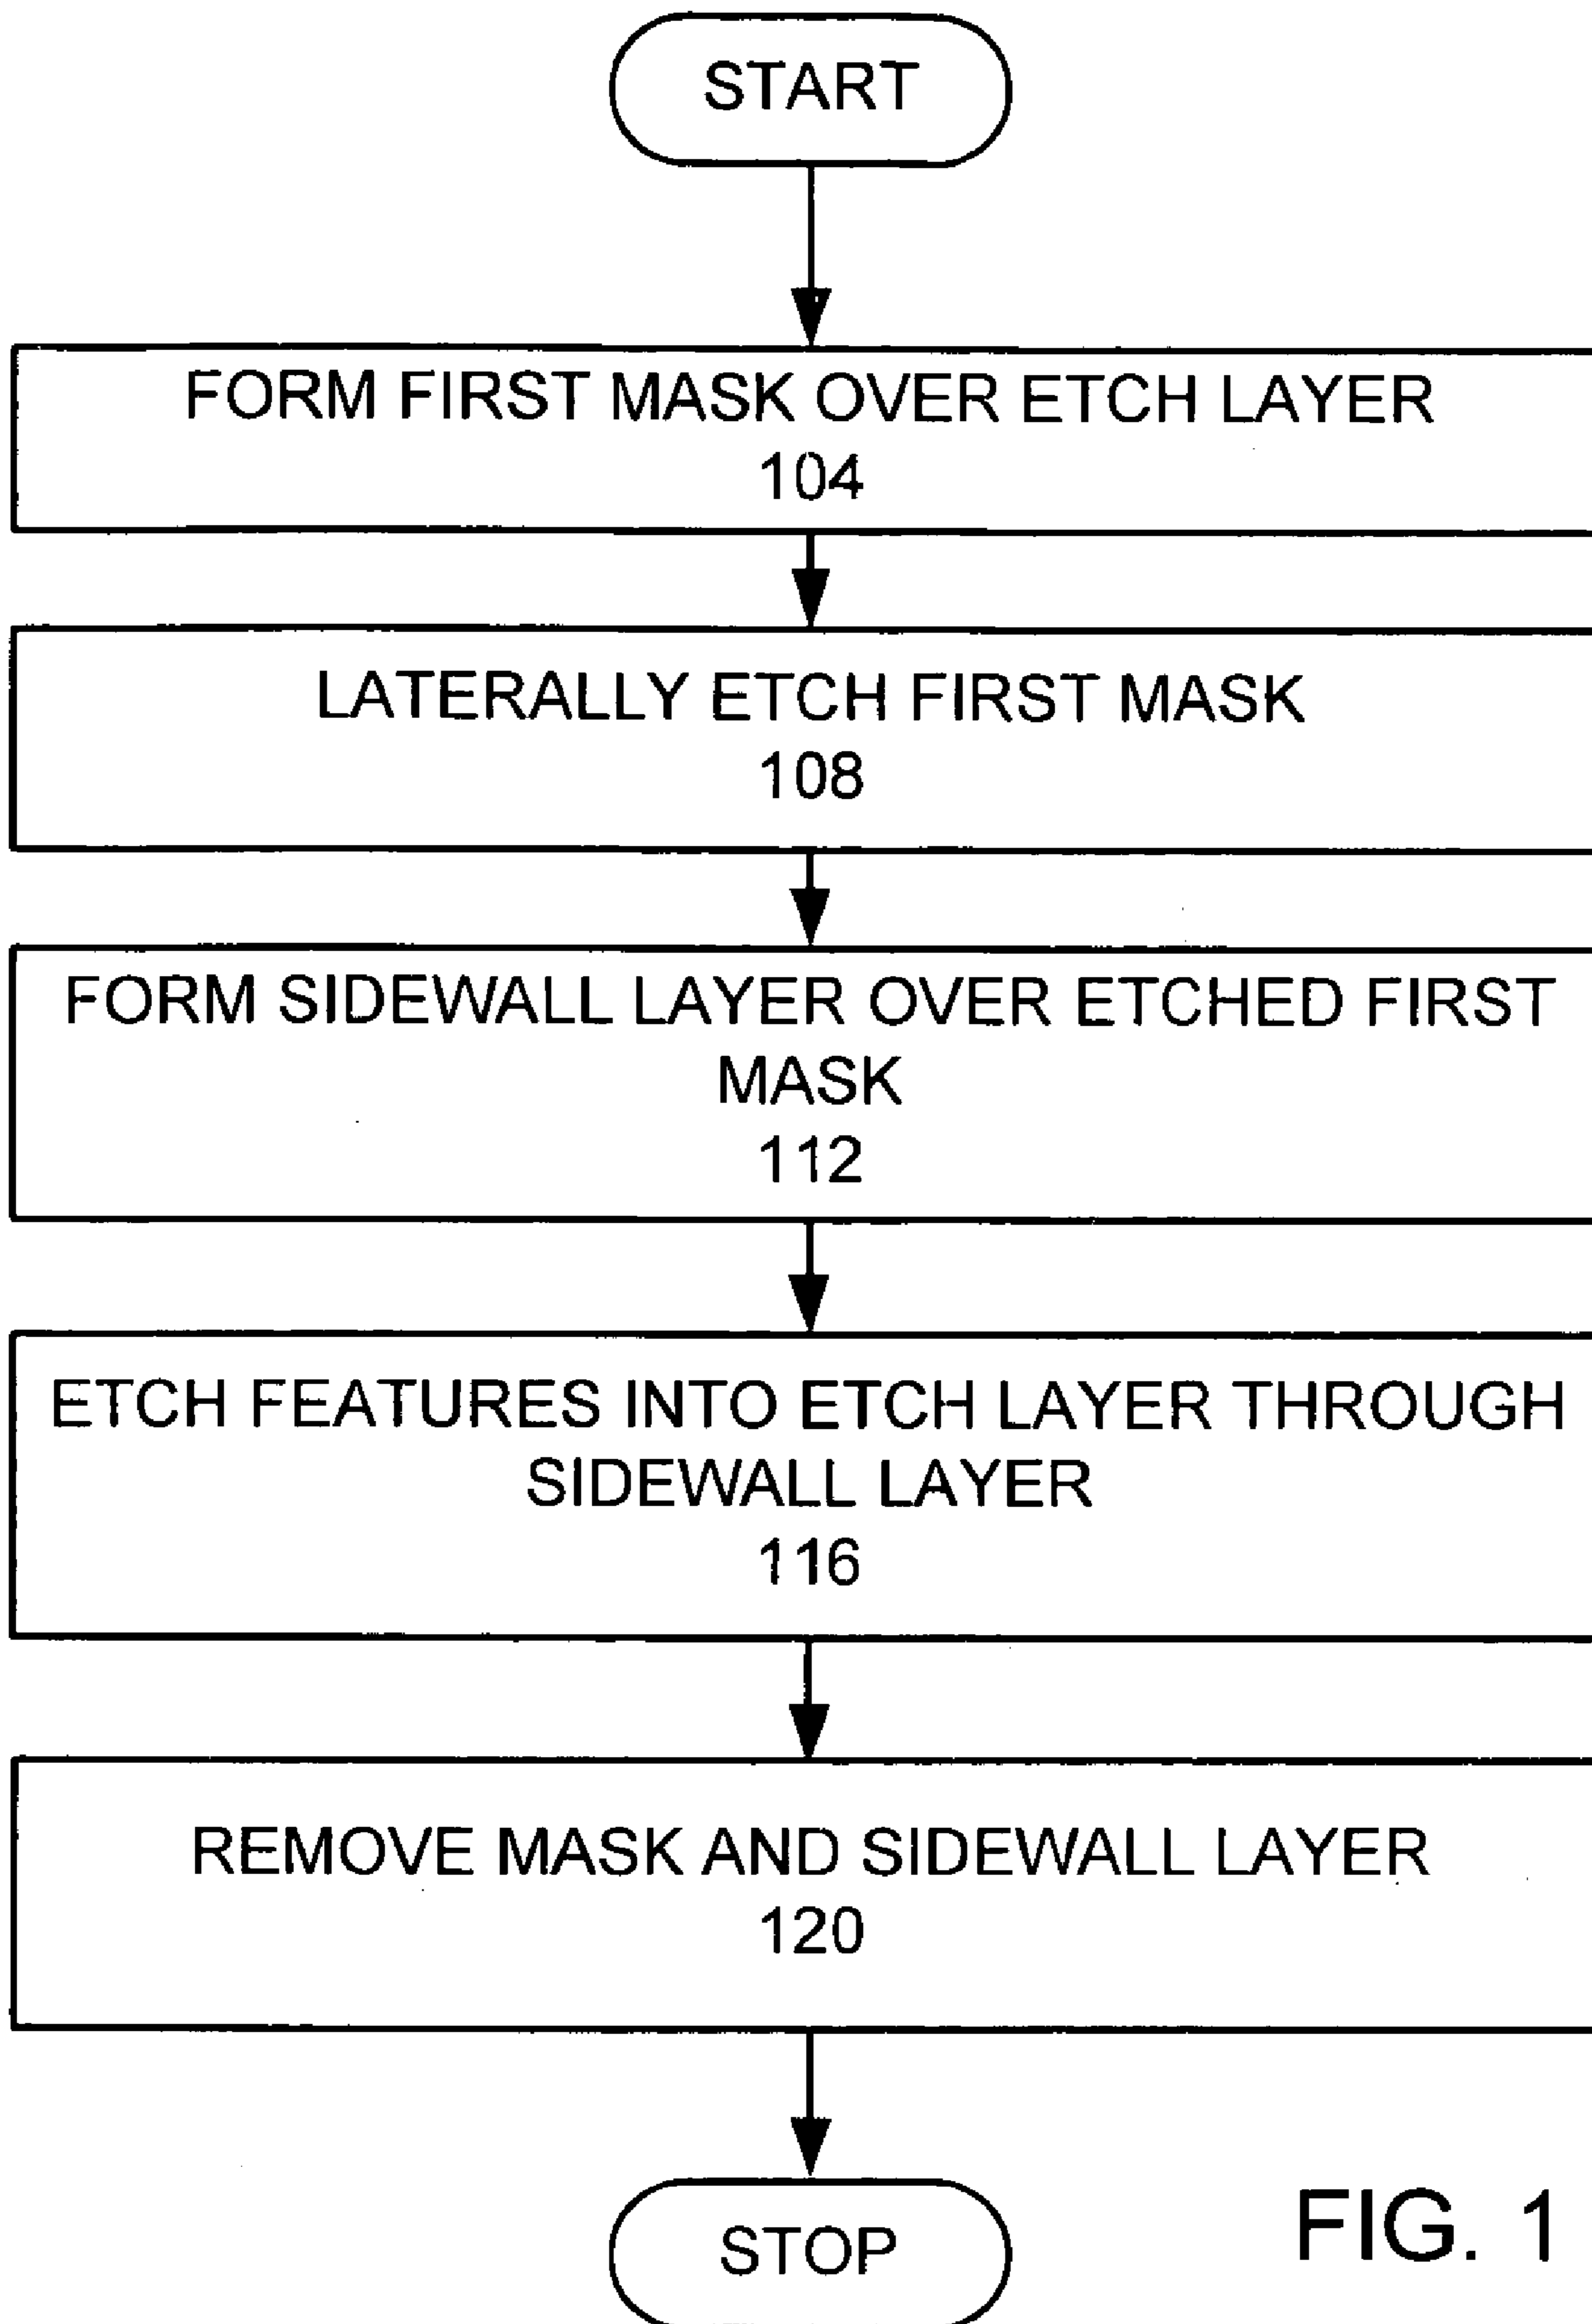 START
FORM FIRST MASK OVER ETCH LAYER
104
LATERALLY ETCH FIRST MASK
108
FORM SIDEWALL LAYER OVER ETCHED FIRST
MASK
112
ETCH FEATURES INTO ETCH LAYER THROUGH
SIDEWALL LAYER
116
REMOVE MASK AND SIDEWALL LAYER
120
STOP
FIG. 1